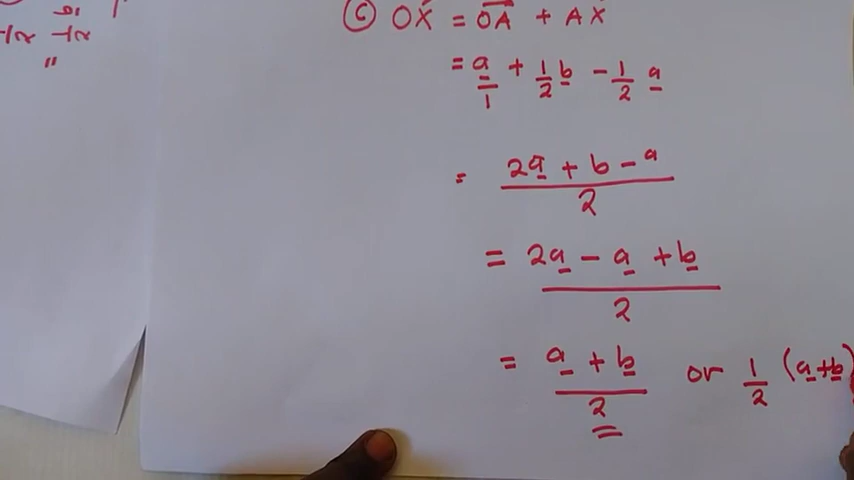 (c) OX = OA + AX
= a/1 + 1/2 b - 1/2 a
= (2a + b - a)/2
= (2a - a + b)/2
= (a + b)/2 or 1/2 (a+b)